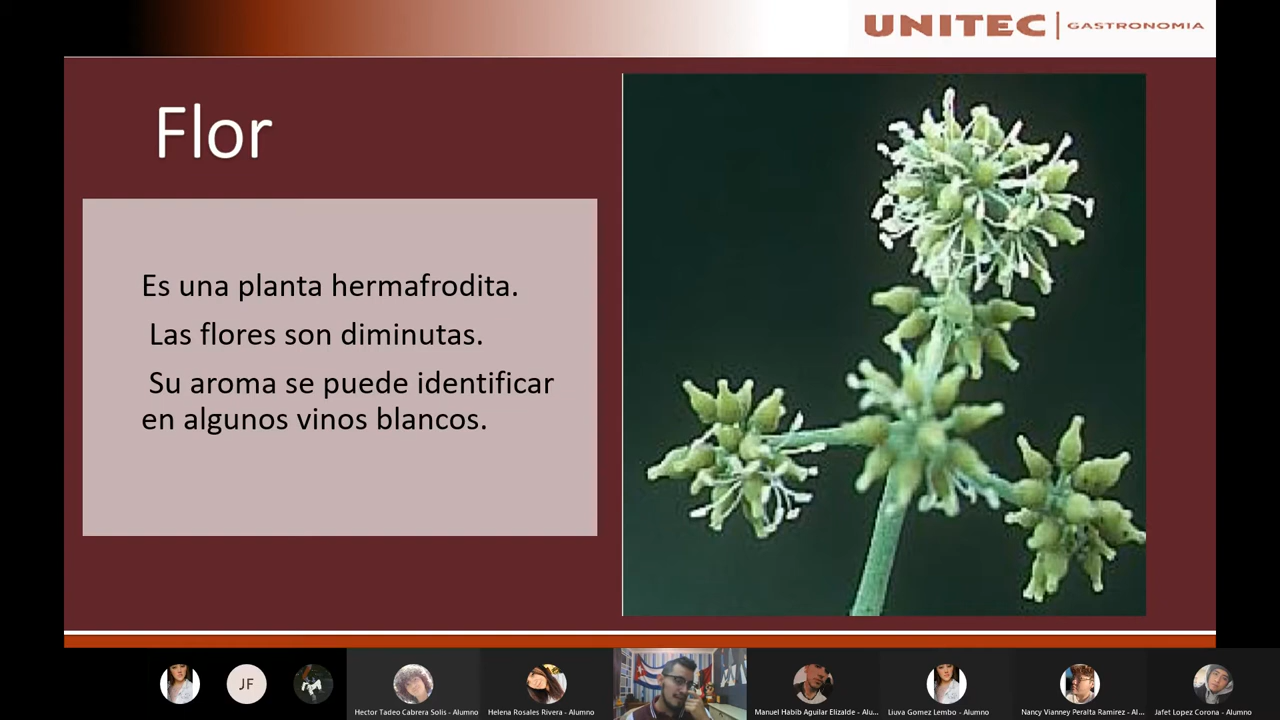 UNITEC | GASTRONOMIA
Flor
Es una planta hermafrodita.
Las flores son diminutas.
Su aroma se puede identificar
en algunos vinos blancos.
JF
Hector Tadeo Cabrera Solis - Alumno
Helena Rosales Rivera - Alumno
Manuel Habib Aguilar Elizalde - Alu...
Liuva Gomez Lembo - Alumno
Nancy Vianney Peralta Ramirez - Al...
Jafet Lopez Corona - Alumno